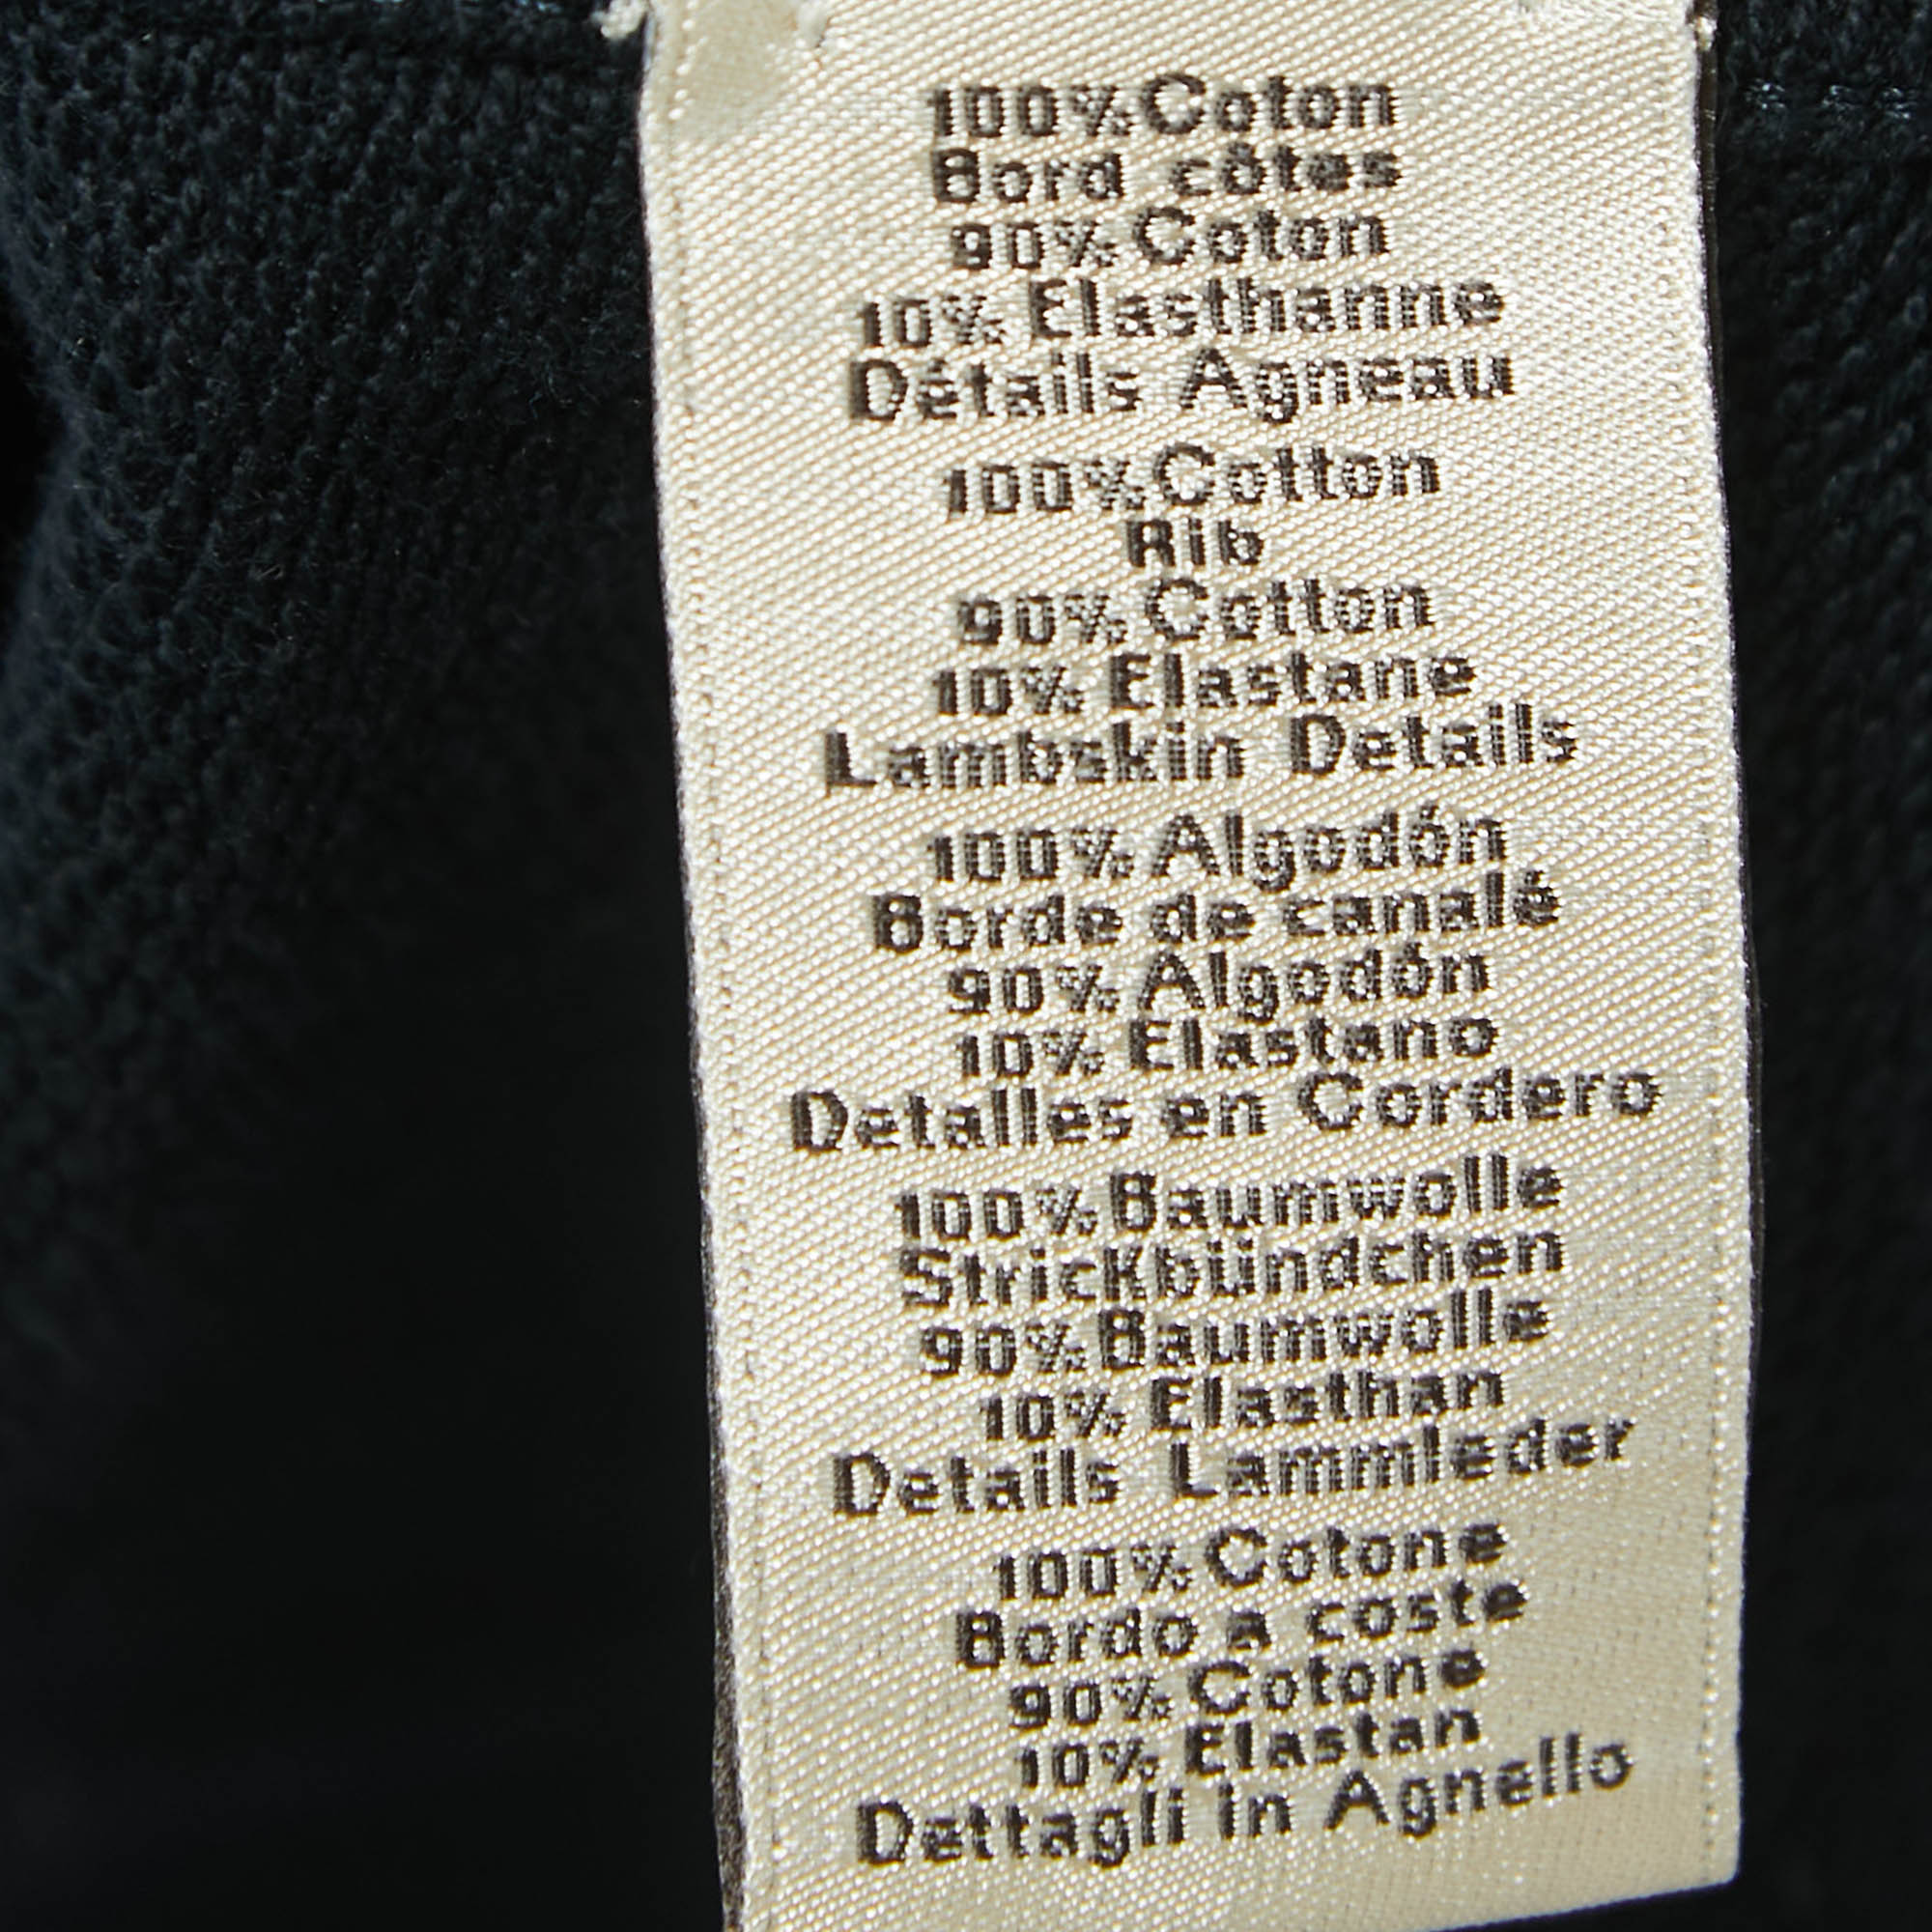 100% Coton
Bord côtes
90% Coton
10% Elasthanne
Détails Agneau
100% Cotton
Rib
90% Cotton
10% Elastane
Lambskin Details
100% Algodón
Borde de canalé
90% Algodón
10% Elastano
Detalles en Cordero
100% Baumwolle
Strickbündchen
90% Baumwolle
10% Elasthan
Details Lammleder
100% Cotone
Bordo a coste
90% Cotone
10% Elastan
Dettagli in Agnello